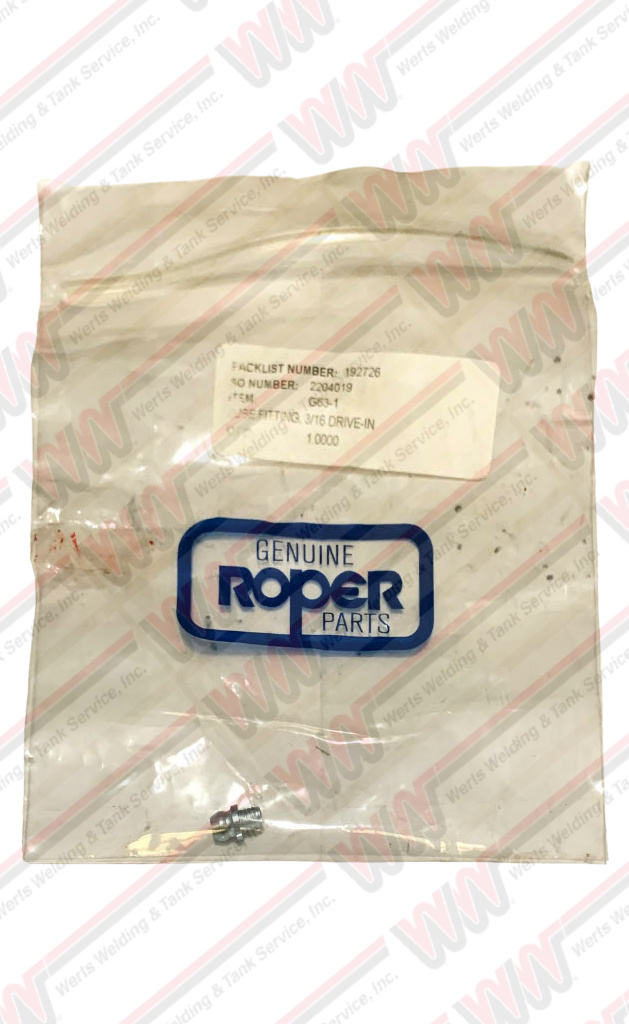 PACKLIST NUMBER: 192726
SO NUMBER: 2204019
ITEM G63-1
LUBE FITTING, 3/16 DRIVE-IN
1.0000
GENUINE
ROPER
PARTS
Werts Welding & Tank Service, Inc.